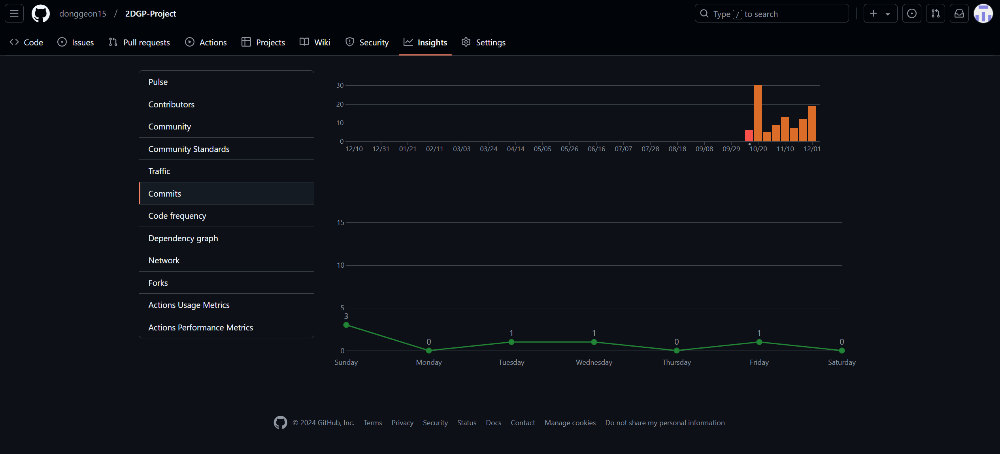 donggeon15 / 2DGP-Project
Type / to search
Code Issues Pull requests Actions Projects Wiki Security Insights Settings
Pulse
Contributors
Community
Community Standards
Traffic
Commits
Code frequency
Dependency graph
Network
Forks
Actions Usage Metrics
Actions Performance Metrics
30
20
10
0
12/10 12/31 01/21 02/11 03/03 03/24 04/14 05/05 05/26 06/16 07/07 07/28 08/18 09/08 09/29 10/20 11/10 12/01
15
10
5
0
3 0 1 1 0 1 0
Sunday Monday Tuesday Wednesday Thursday Friday Saturday
© 2024 GitHub, Inc. Terms Privacy Security Status Docs Contact Manage cookies Do not share my personal information